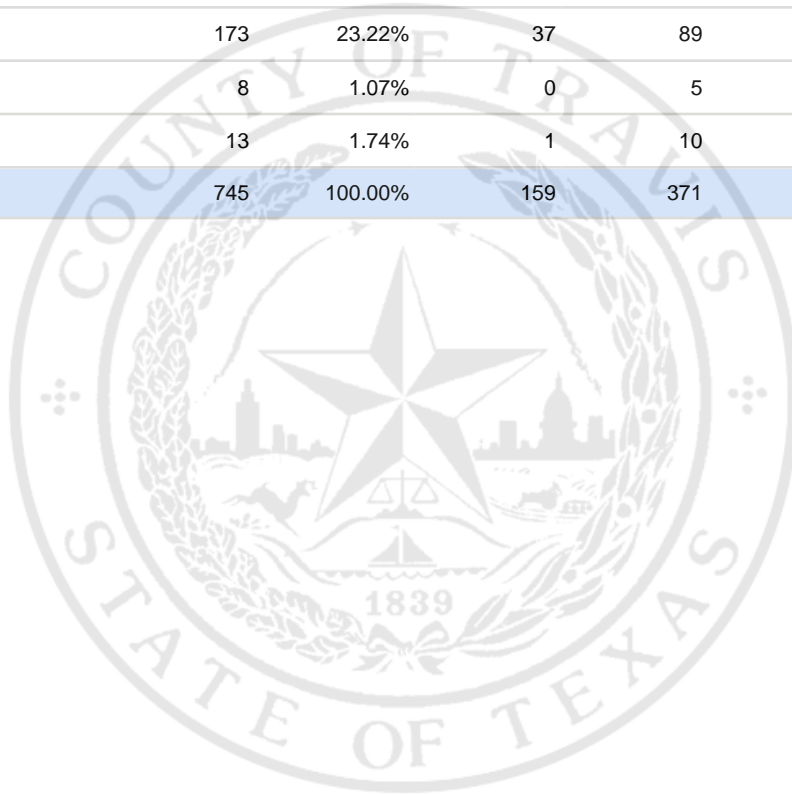 173 23.22% 37 89
8 1.07% 0 5
13 1.74% 1 10
745 100.00% 159 371
COUNTY OF TRAVIS
1839
STATE OF TEXAS